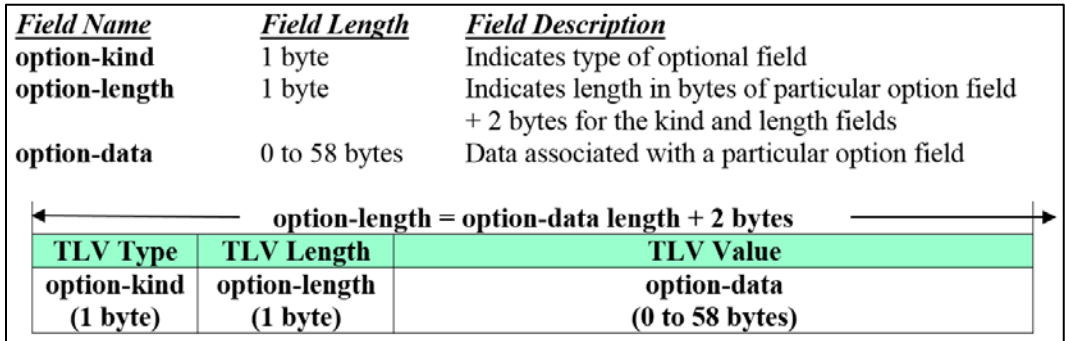 Field Name Field Length Field Description
option-kind 1 byte Indicates type of optional field
option-length 1 byte Indicates length in bytes of particular option field
+ 2 bytes for the kind and length fields
option-data 0 to 58 bytes Data associated with a particular option field
option-length = option-data length + 2 bytes
TLV Type TLV Length TLV Value
option-kind option-length option-data
(1 byte) (1 byte) (0 to 58 bytes)